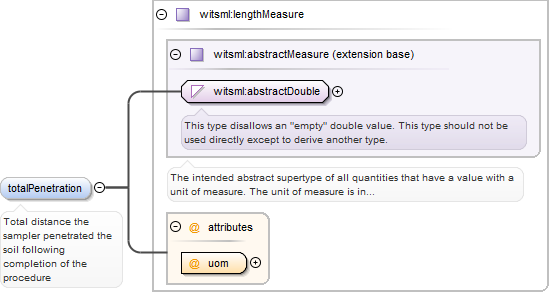 witsml:lengthMeasure
witsml:abstractMeasure (extension base)
witsml:abstractDouble
This type disallows an "empty" double value. This type should not be
used directly except to derive another type.
The intended abstract supertype of all quantities that have a value with a
unit of measure. The unit of measure is in...
totalPenetration
Total distance the
sampler penetrated the
soil following
completion of the
procedure
@ attributes
@ uom